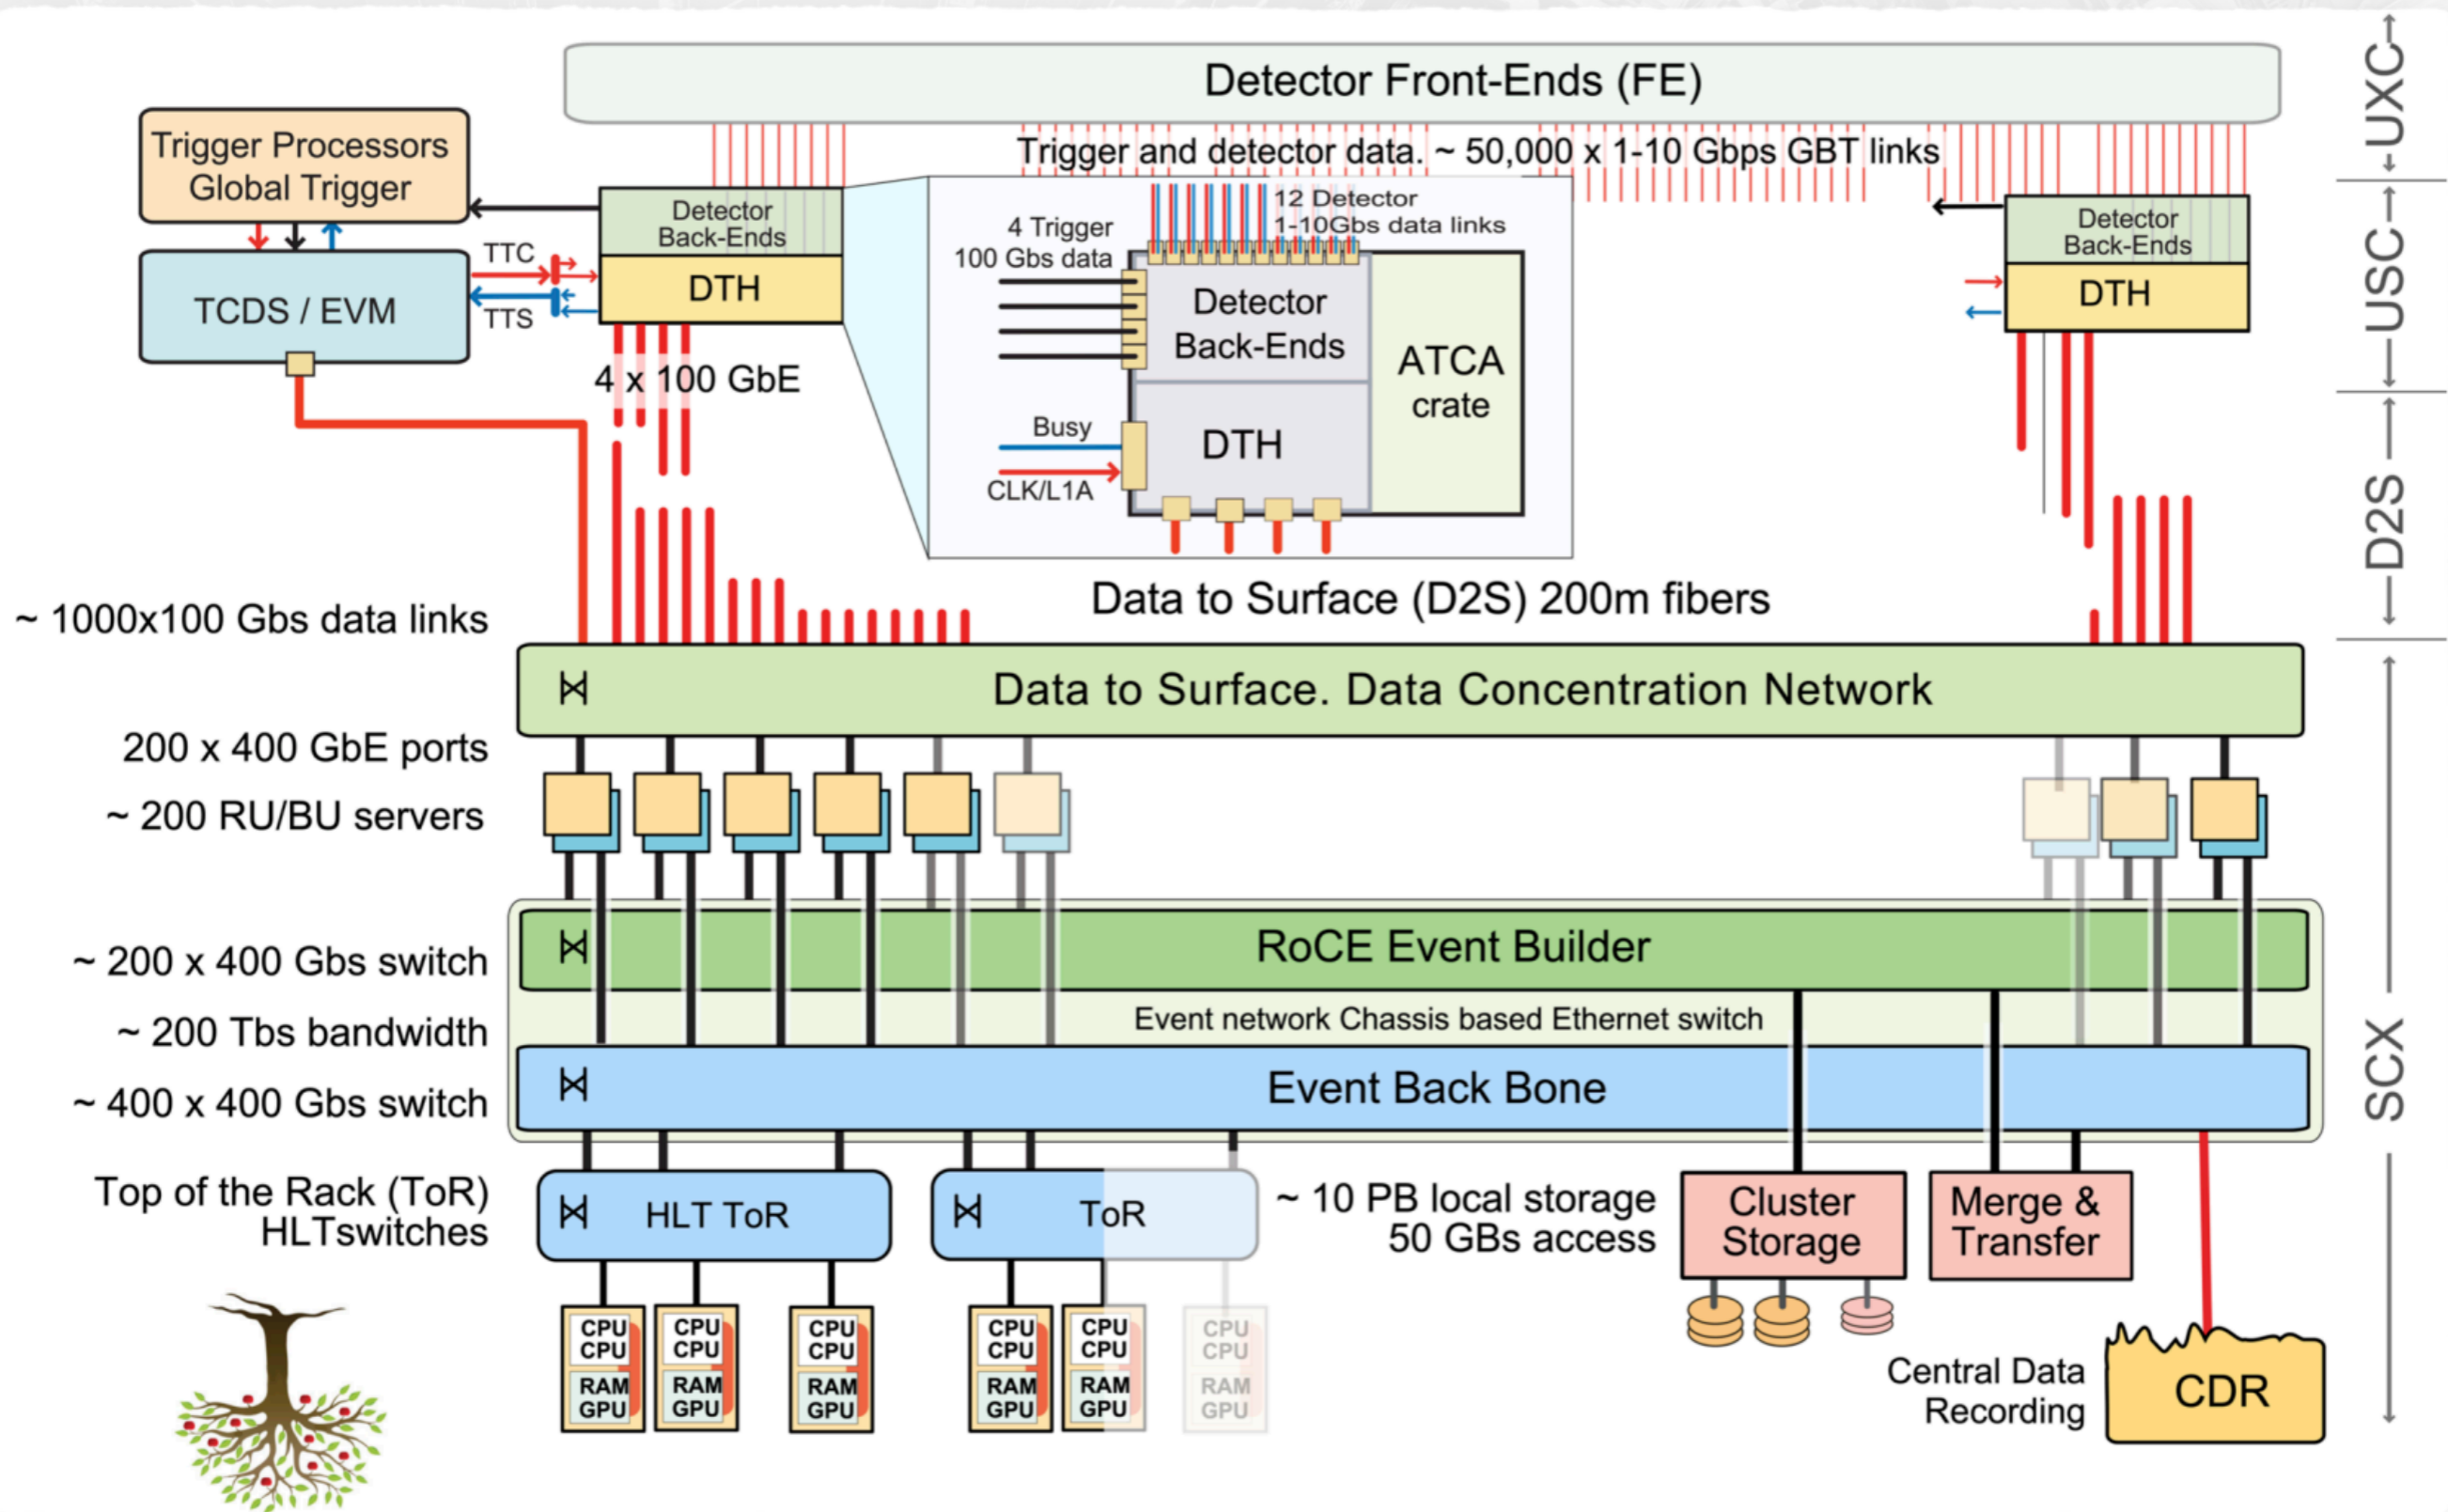 Detector Front-Ends (FE)
Trigger and detector data. ~ 50,000 x 1-10 Gbps GBT links
UXC
Trigger Processors
Global Trigger
TCDS / EVM
TTC
TTS
Detector
Back-Ends
DTH
4 x 100 GbE
12 Detector
1-10Gbs data links
4 Trigger
100 Gbs data
Detector
Back-Ends
DTH
ATCA
crate
Busy
CLK/L1A
Detector
Back-Ends
DTH
USC
D2S
Data to Surface (D2S) 200m fibers
~ 1000x100 Gbs data links
Data to Surface. Data Concentration Network
200 x 400 GbE ports
~ 200 RU/BU servers
~ 200 x 400 Gbs switch
RoCE Event Builder
~ 200 Tbs bandwidth
Event network Chassis based Ethernet switch
~ 400 x 400 Gbs switch
Event Back Bone
SCX
Top of the Rack (ToR)
HLTswitches
HLT ToR
ToR
~ 10 PB local storage
50 GBs access
Cluster
Storage
Merge &
Transfer
CPU
CPU
RAM
GPU
CPU
CPU
RAM
GPU
CPU
CPU
RAM
GPU
CPU
CPU
RAM
GPU
CPU
CPU
RAM
GPU
CPU
CPU
RAM
GPU
Central Data
Recording
CDR